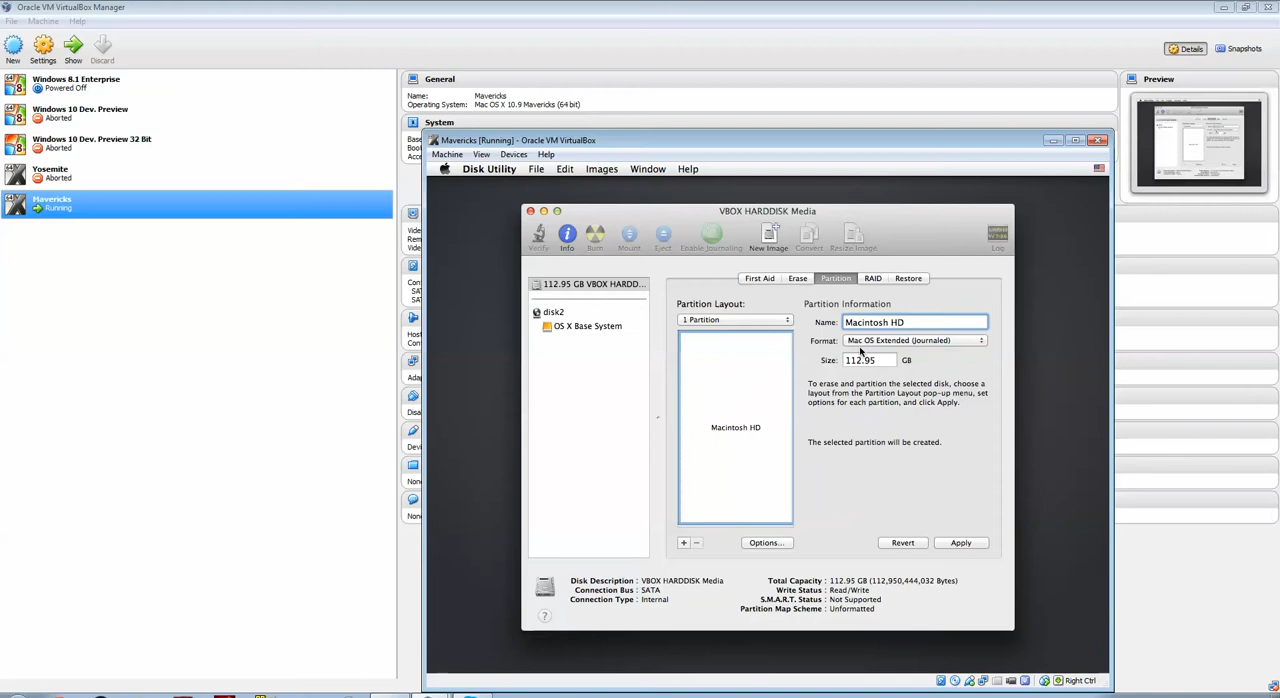 Oracle VM VirtualBox Manager
File Machine Help
New Settings Show Discard
Details Snapshots
Windows 8.1 Enterprise
Powered Off
Windows 10 Dev. Preview
Aborted
Windows 10 Dev. Preview 32 Bit
Aborted
Yosemite
Aborted
Mavericks
Running
General
Name: Mavericks
Operating System: Mac OS X 10.9 Mavericks (64 bit)
System
Preview
Mavericks [Running] - Oracle VM VirtualBox
Machine View Devices Help
Disk Utility File Edit Images Window Help
VBOX HARDDISK Media
Verify Info Burn Mount Eject Enable Journaling New Image Convert Resize Image Log
112.95 GB VBOX HARDD...
disk2
OS X Base System
First Aid Erase Partition RAID Restore
Partition Layout:
1 Partition
Macintosh HD
Partition Information
Name: Macintosh HD
Format: Mac OS Extended (Journaled)
Size: 112.95 GB
To erase and partition the selected disk, choose a
layout from the Partition Layout pop-up menu, set
options for each partition, and click Apply.
The selected partition will be created.
+ − Options... Revert Apply
Disk Description : VBOX HARDDISK Media
Connection Bus : SATA
Connection Type : Internal
Total Capacity : 112.95 GB (112,950,444,032 Bytes)
Write Status : Read/Write
S.M.A.R.T. Status : Not Supported
Partition Map Scheme : Unformatted
?
Right Ctrl